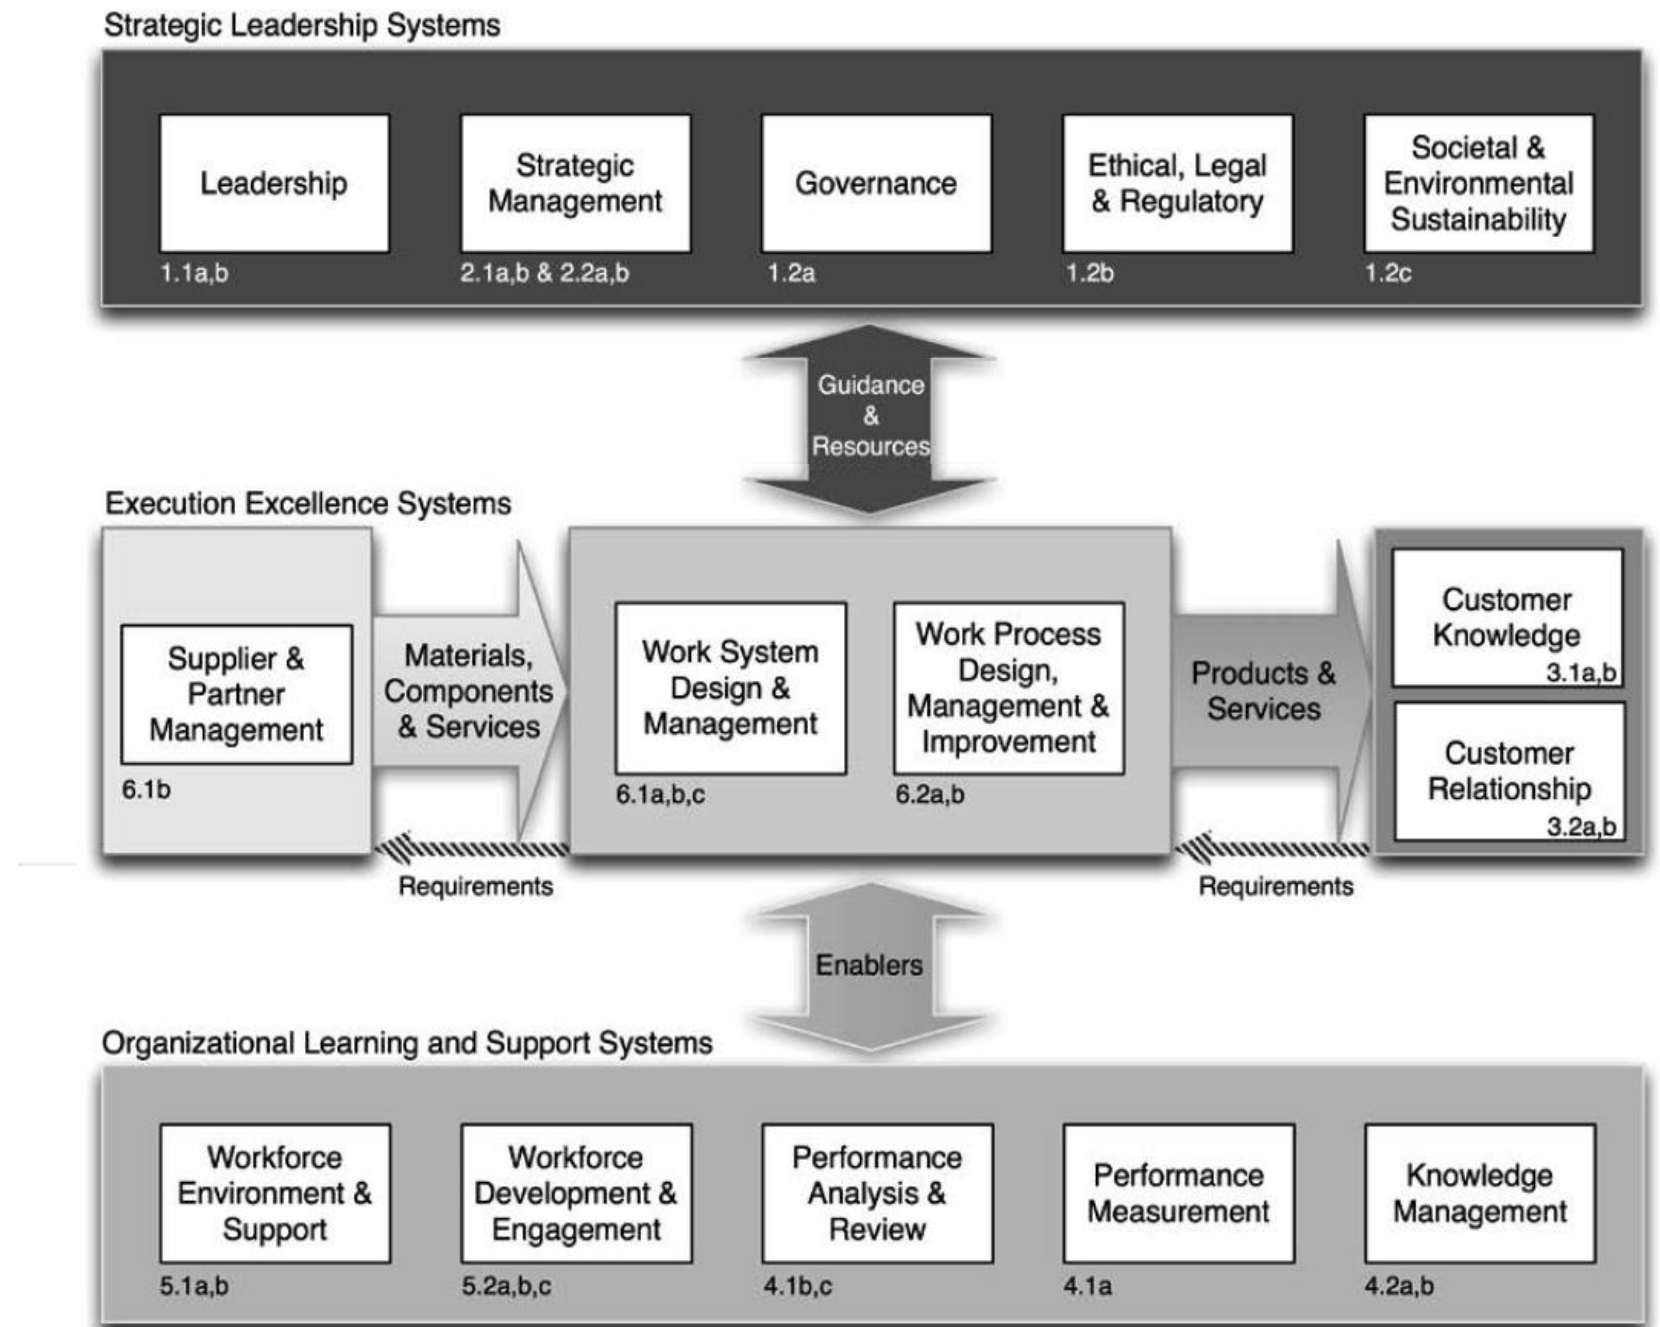 Strategic Leadership Systems
Leadership
1.1a,b
Strategic
Management
2.1a,b & 2.2a,b
Governance
1.2a
Ethical, Legal
& Regulatory
1.2b
Societal &
Environmental
Sustainability
1.2c
Guidance
&
Resources
Execution Excellence Systems
Supplier &
Partner
Management
6.1b
Materials,
Components
& Services
Requirements
Work System
Design &
Management
6.1a,b,c
Work Process
Design,
Management &
Improvement
6.2a,b
Products &
Services
Requirements
Customer
Knowledge
3.1a,b
Customer
Relationship
3.2a,b
Enablers
Organizational Learning and Support Systems
Workforce
Environment &
Support
5.1a,b
Workforce
Development &
Engagement
5.2a,b,c
Performance
Analysis &
Review
4.1b,c
Performance
Measurement
4.1a
Knowledge
Management
4.2a,b